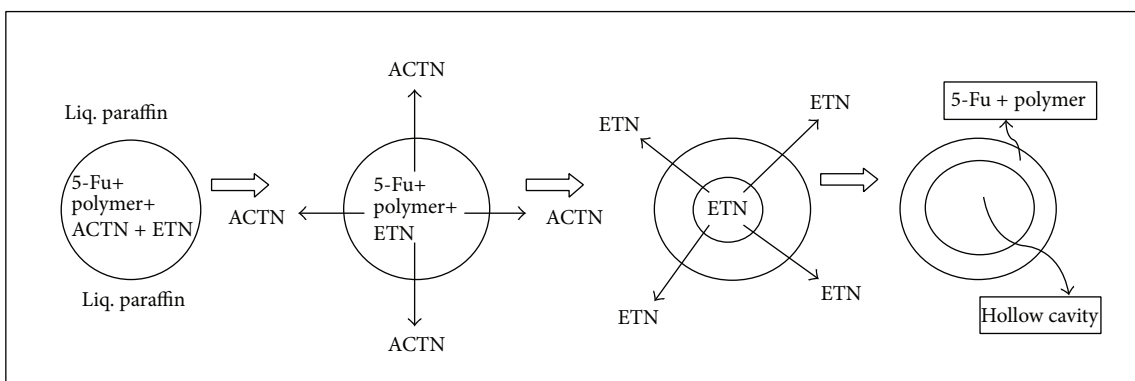 Liq. paraffin
5-Fu+
polymer+
ACTN + ETN
Liq. paraffin
ACTN
ACTN
5-Fu+
polymer+
ETN
ACTN
ACTN
ETN
ETN
ETN
ETN
ETN
5-Fu + polymer
Hollow cavity